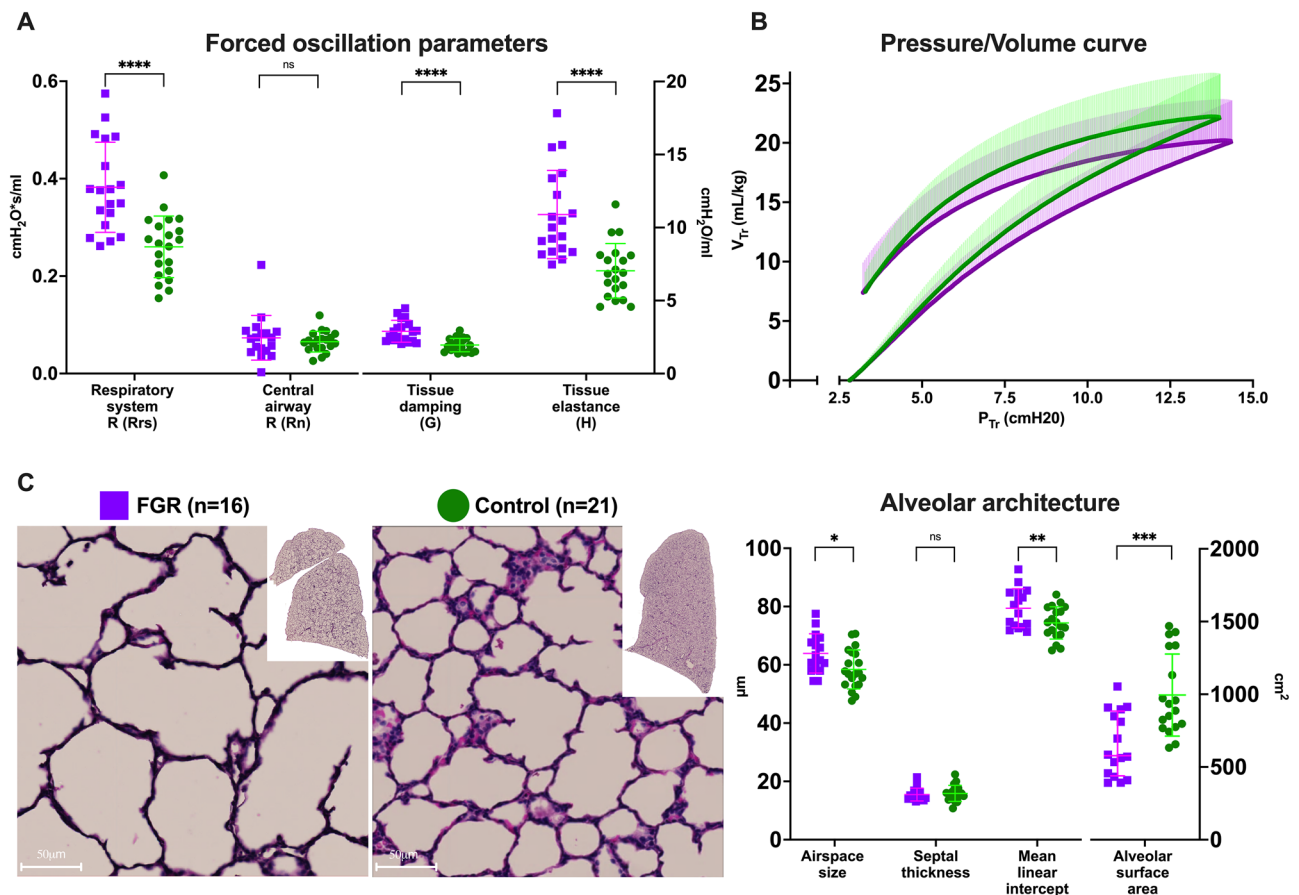 A
Forced oscillation parameters
****
ns
****
****
0.6
0.4
0.2
0.0
cmH2O*s/ml
20
15
10
5
0
cmH2O/ml
Respiratory
system
R (Rrs)
Central
airway
R (Rn)
Tissue
damping
(G)
Tissue
elastance
(H)
B
Pressure/Volume curve
25
20
15
10
5
0
VTr (mL/kg)
2.5
5.0
7.5
10.0
12.5
15.0
PTr (cmH20)
C
FGR (n=16)
Control (n=21)
50μm
50μm
Alveolar architecture
*
ns
**
***
100
80
60
40
20
0
μm
2000
1500
1000
500
0
cm2
Airspace
size
Septal
thickness
Mean
linear
intercept
Alveolar
surface
area